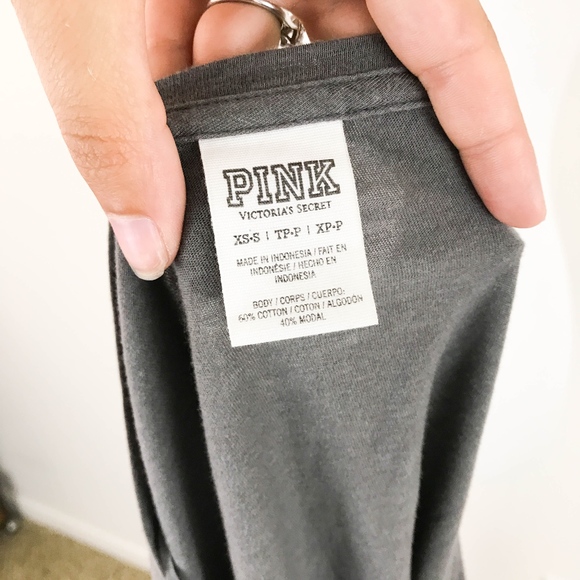 PINK
VICTORIA'S SECRET
XS•S | TP•P | XP•P
MADE IN INDONESIA / FAIT EN
INDONÉSIE / HECHO EN
INDONESIA
BODY / CORPS / CUERPO:
60% COTTON / COTON / ALGODON
40% MODAL